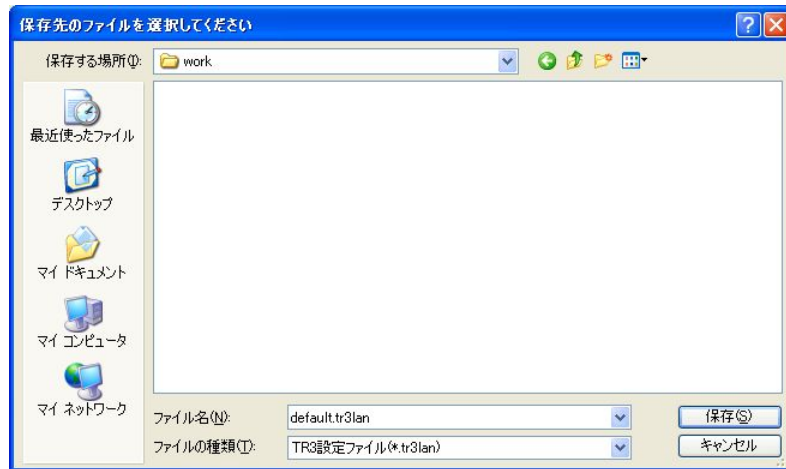 保存先のファイルを選択してください
保存する場所(I):
work
最近使ったファイル
デスクトップ
マイ ドキュメント
マイ コンピュータ
マイ ネットワーク
ファイル名(N):
default.tr3lan
保存(S)
ファイルの種類(T):
TR3設定ファイル(*.tr3lan)
キャンセル